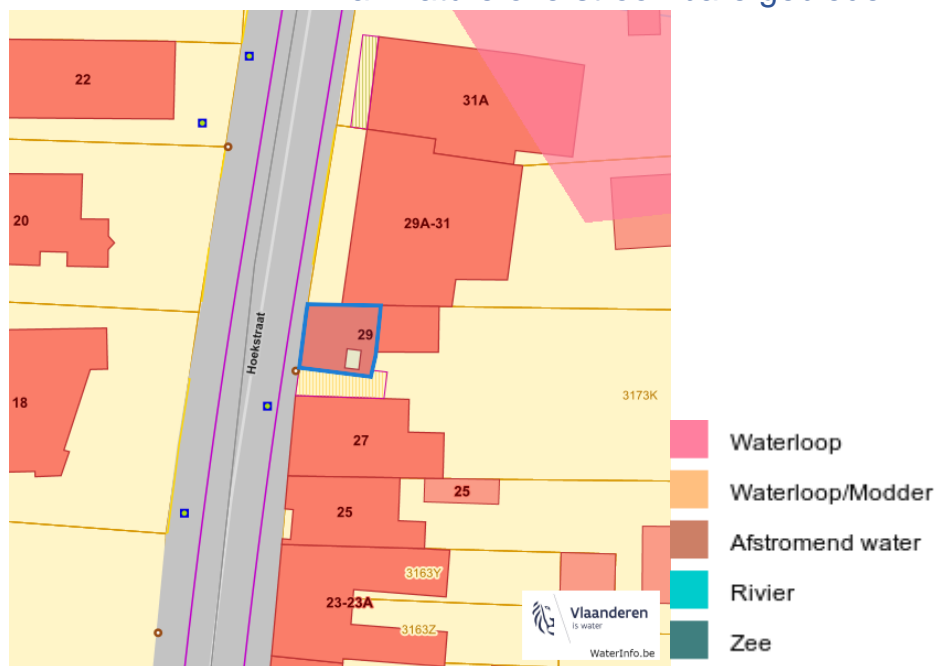 22
31A
20
29A-31
29
Hoekstraat
3173K
18
27
25
25
3163Y
23-23A
3163Z
Vlaanderen
is water
WaterInfo.be
Waterloop
Waterloop/Modder
Afstromend water
Rivier
Zee